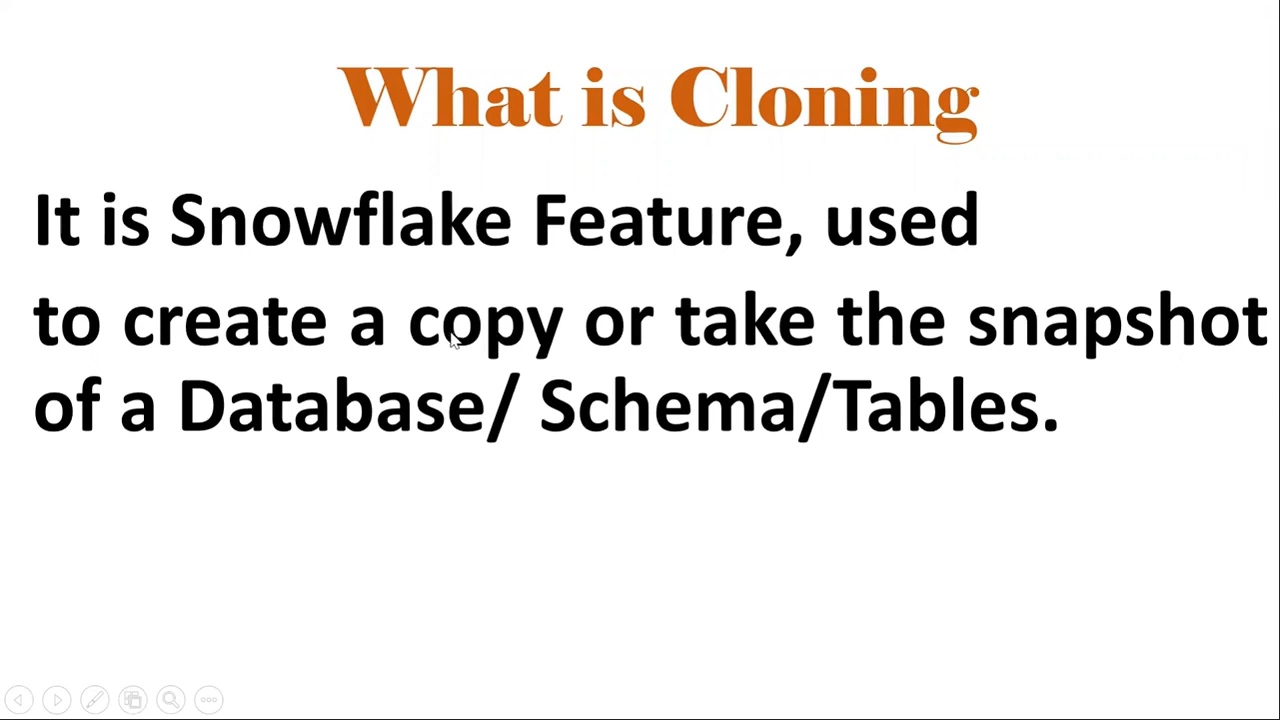 What is Cloning
It is Snowflake Feature, used
to create a copy or take the snapshot
of a Database/ Schema/Tables.